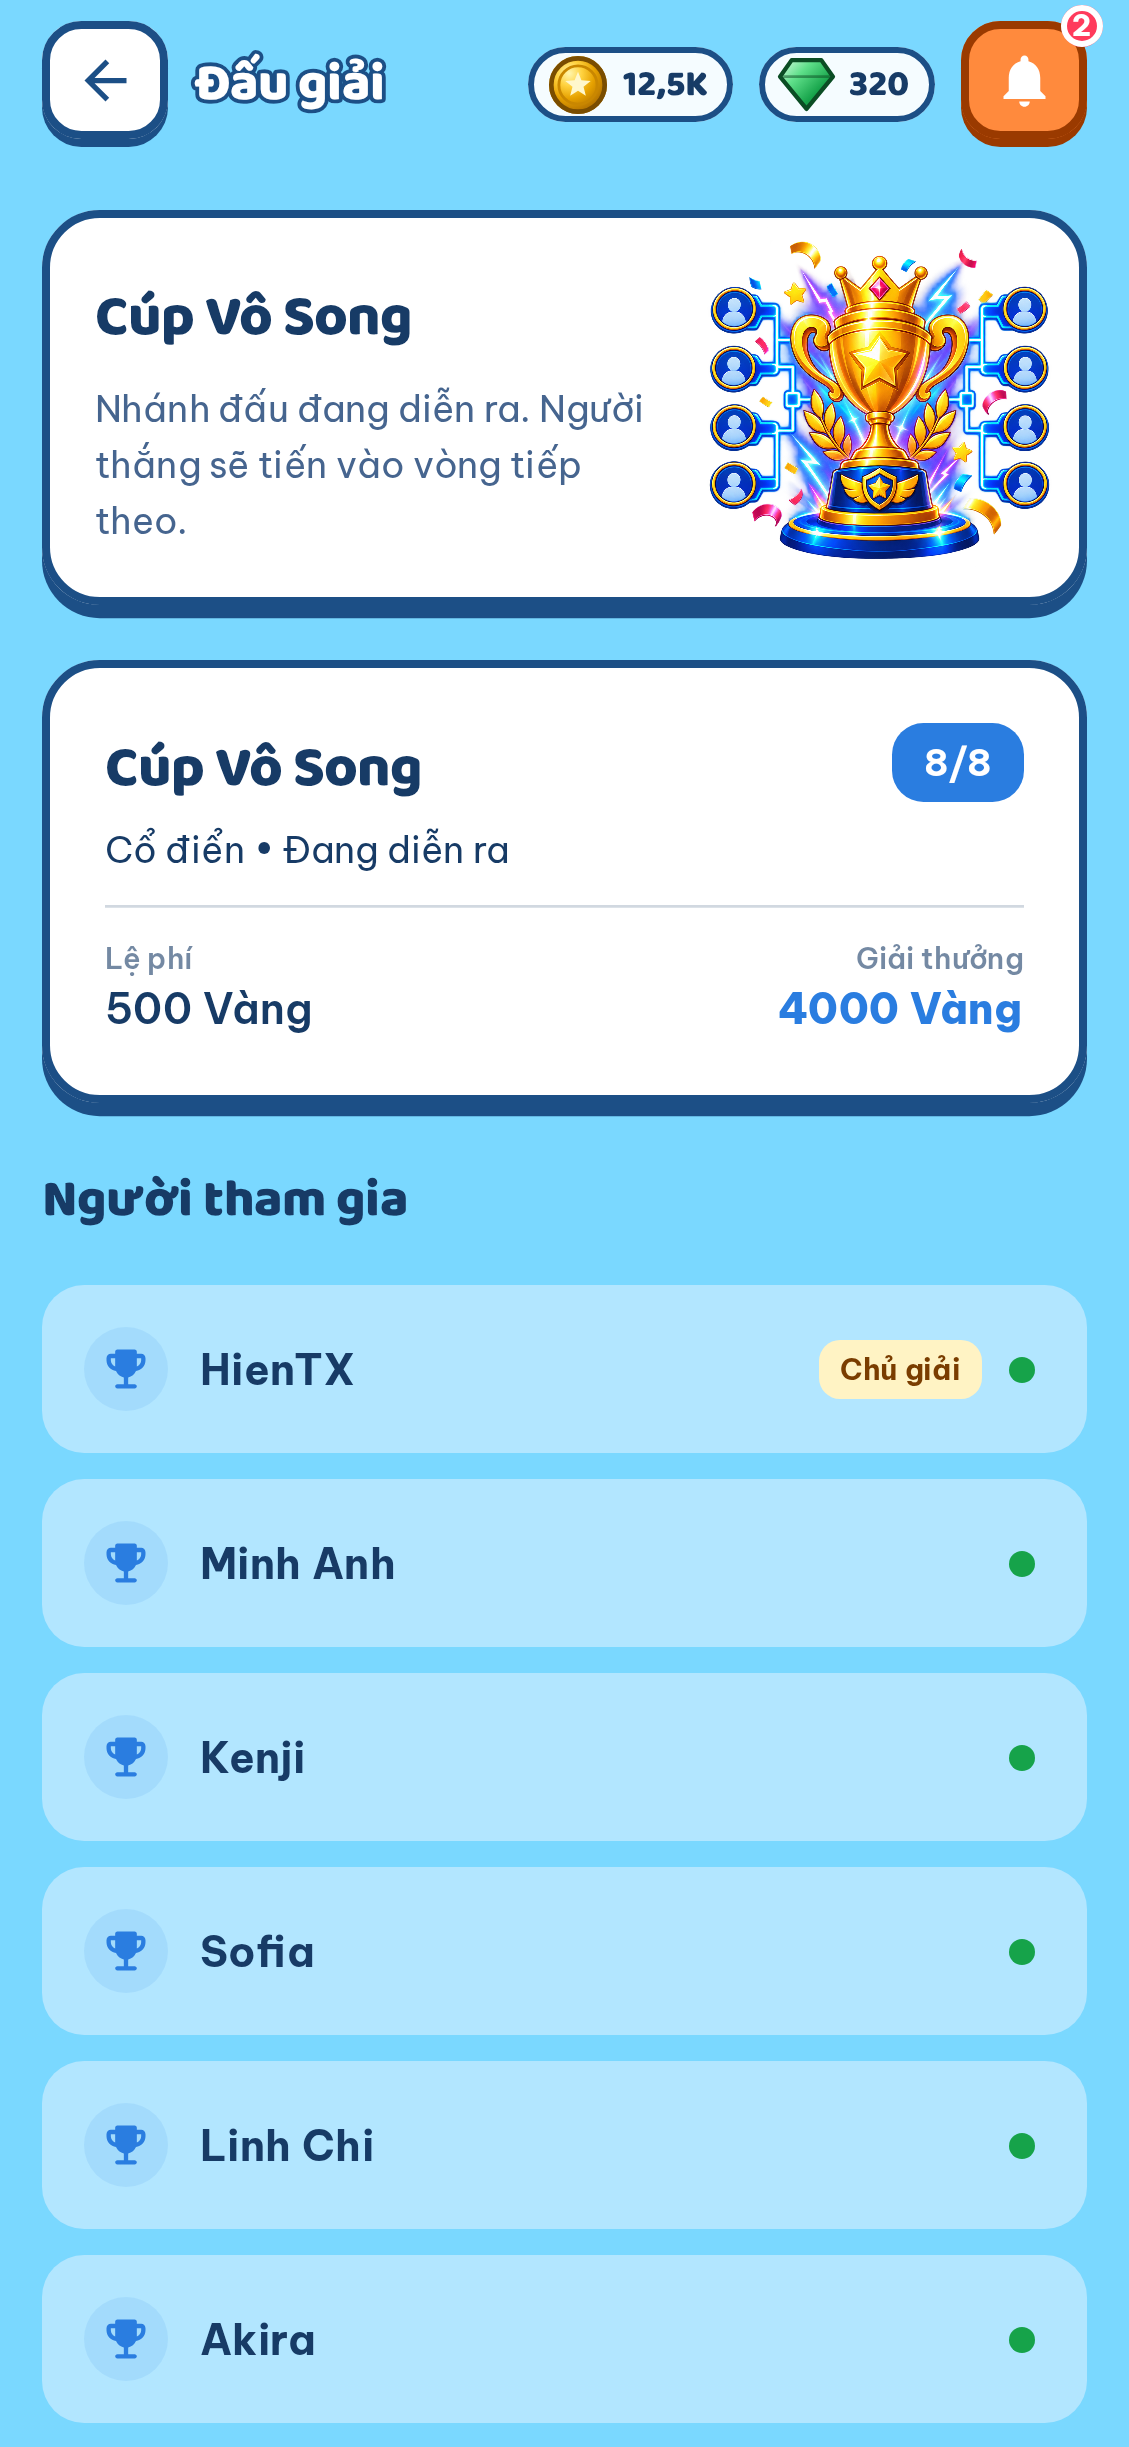 Đấu giải
12,5K
320
2
Cúp Vô Song
Nhánh đấu đang diễn ra. Người
thắng sẽ tiến vào vòng tiếp
theo.
Cúp Vô Song
8/8
Cổ điển • Đang diễn ra
Lệ phí
Giải thưởng
500 Vàng
4000 Vàng
Người tham gia
HienTX
Chủ giải
Minh Anh
Kenji
Sofia
Linh Chi
Akira